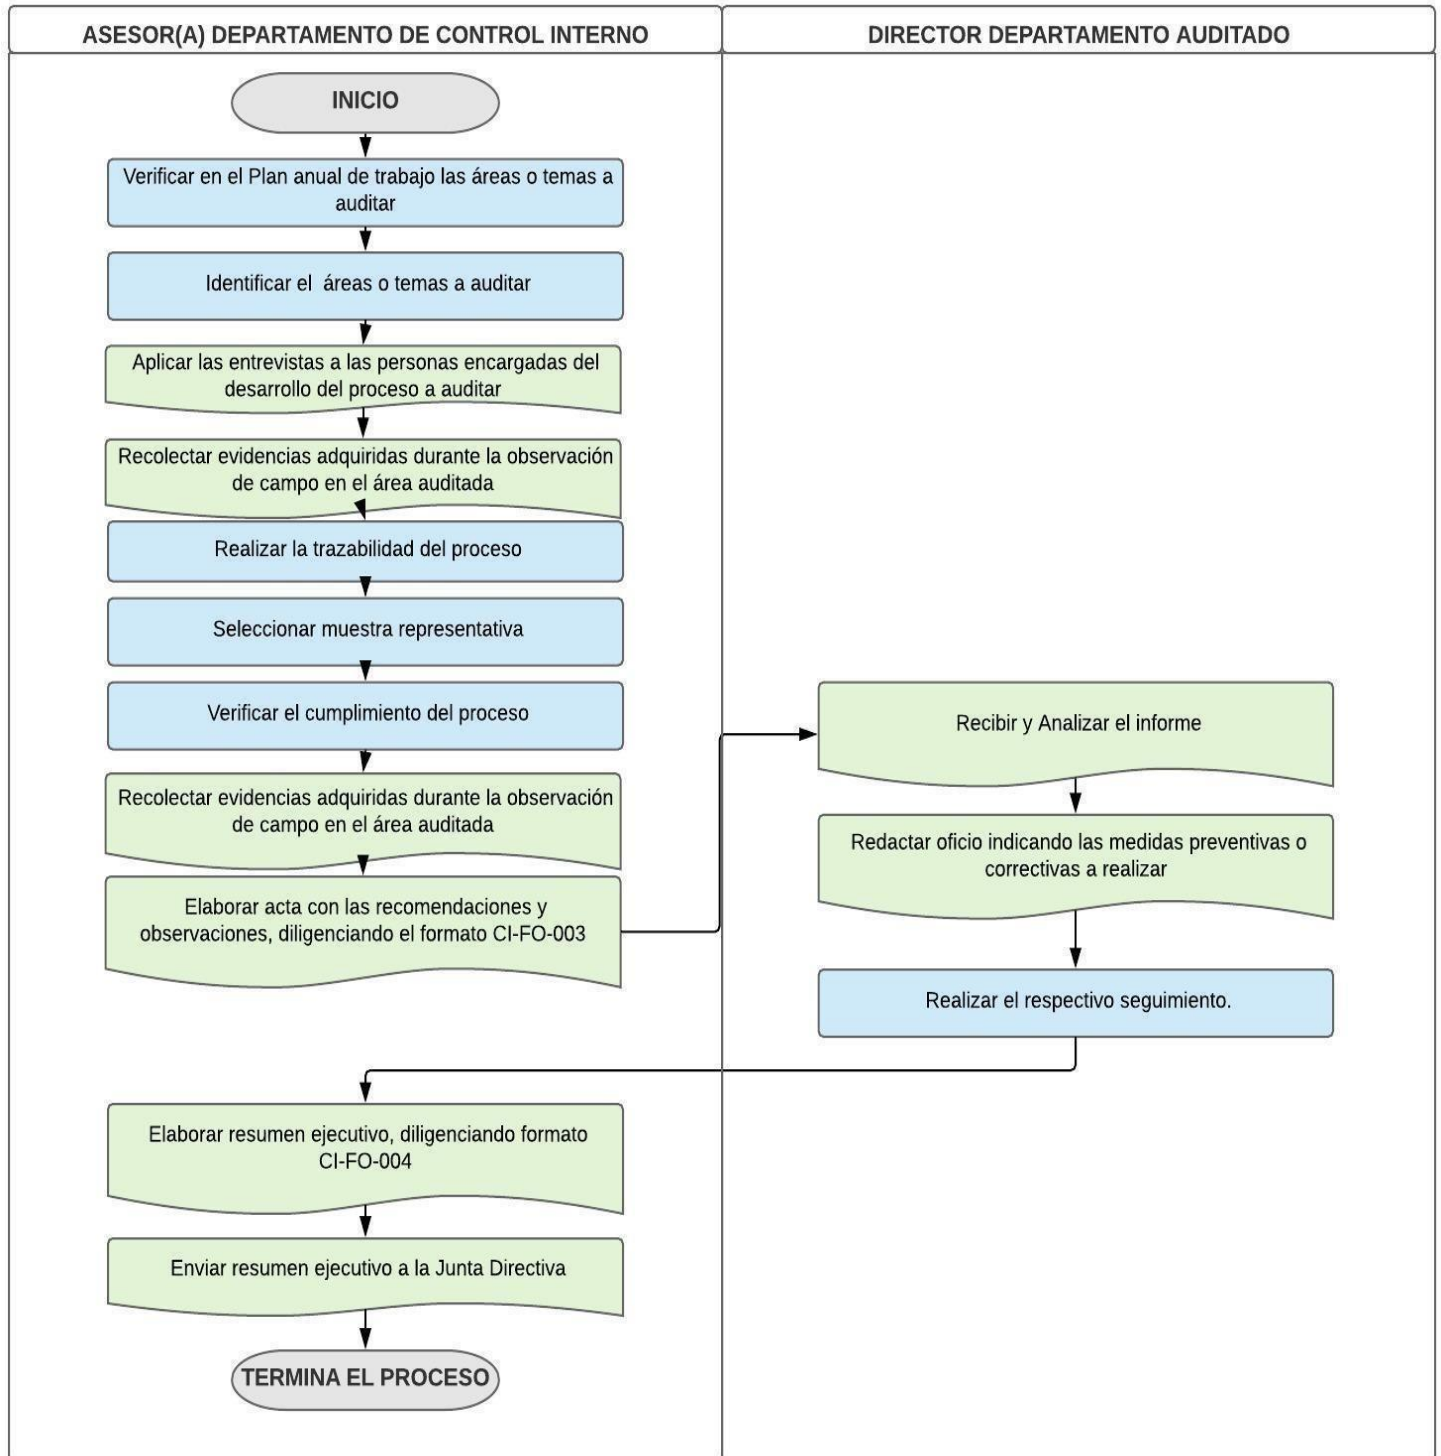 ASESOR(A) DEPARTAMENTO DE CONTROL INTERNO
DIRECTOR DEPARTAMENTO AUDITADO
INICIO
Verificar en el Plan anual de trabajo las áreas o temas a
auditar
Identificar el  áreas o temas a auditar
Aplicar las entrevistas a las personas encargadas del
desarrollo del proceso a auditar
Recolectar evidencias adquiridas durante la observación
de campo en el área auditada
Realizar la trazabilidad del proceso
Seleccionar muestra representativa
Verificar el cumplimiento del proceso
Recolectar evidencias adquiridas durante la observación
de campo en el área auditada
Elaborar acta con las recomendaciones y
observaciones, diligenciando el formato CI-FO-003
Recibir y Analizar el informe
Redactar oficio indicando las medidas preventivas o
correctivas a realizar
Realizar el respectivo seguimiento.
Elaborar resumen ejecutivo, diligenciando formato
CI-FO-004
Enviar resumen ejecutivo a la Junta Directiva
TERMINA EL PROCESO